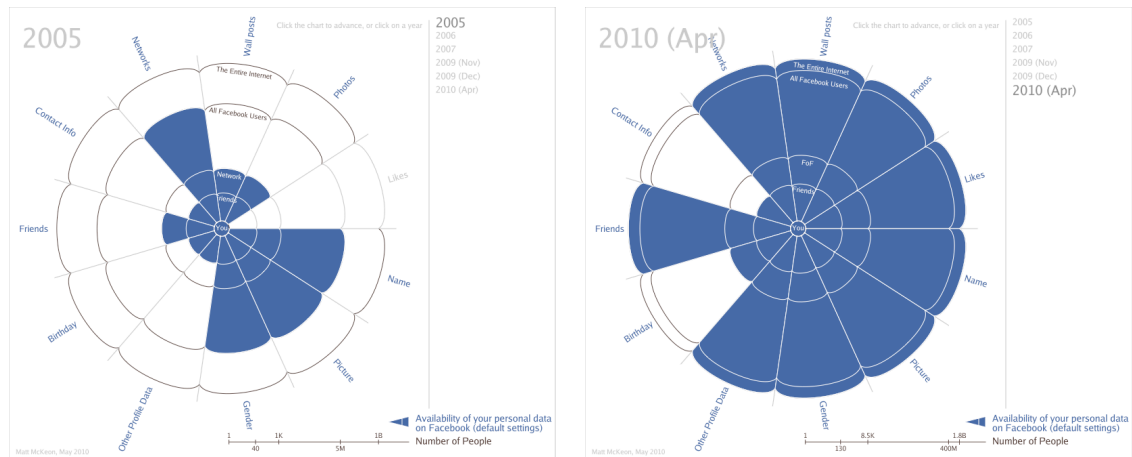 2005
Click the chart to advance, or click on a year
2005
2006
2007
2009 (Nov)
2009 (Dec)
2010 (Apr)
Networks
Wall posts
Photos
Likes
Name
Picture
Gender
Other Profile Data
Birthday
Friends
Contact Info
The Entire Internet
All Facebook Users
Network
Friends
You
Availability of your personal data
on Facebook (default settings)
Number of People
1 1K 1B
40 5M
Matt McKeon, May 2010
2010 (Apr)
Click the chart to advance, or click on a year
2005
2006
2007
2009 (Nov)
2009 (Dec)
2010 (Apr)
Networks
Wall posts
Photos
Likes
Name
Picture
Gender
Other Profile Data
Birthday
Friends
Contact Info
The Entire Internet
All Facebook Users
FoF
Friends
You
Availability of your personal data
on Facebook (default settings)
Number of People
1 8.5K 1.8B
130 400M
Matt McKeon, May 2010